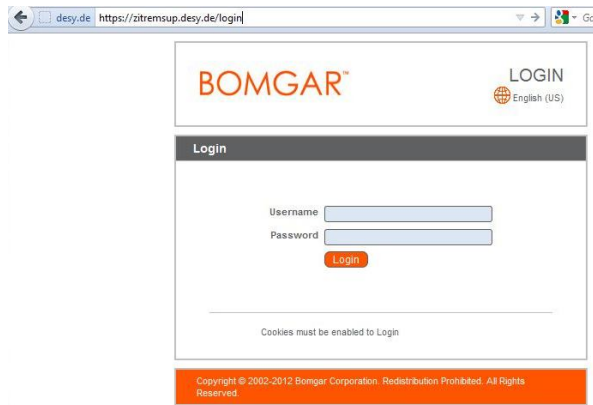 desy.de https://zitremsup.desy.de/login
BOMGAR™
LOGIN
English (US)
Login
Username
Password
Login
Cookies must be enabled to Login
Copyright © 2002-2012 Bomgar Corporation. Redistribution Prohibited. All Rights
Reserved.